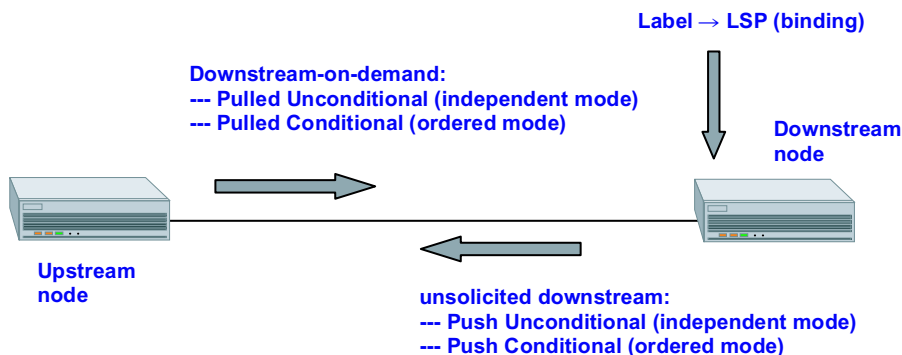 Label → LSP (binding)
Downstream-on-demand:
--- Pulled Unconditional (independent mode)
--- Pulled Conditional (ordered mode)
Downstream
node
Upstream
node
unsolicited downstream:
--- Push Unconditional (independent mode)
--- Push Conditional (ordered mode)